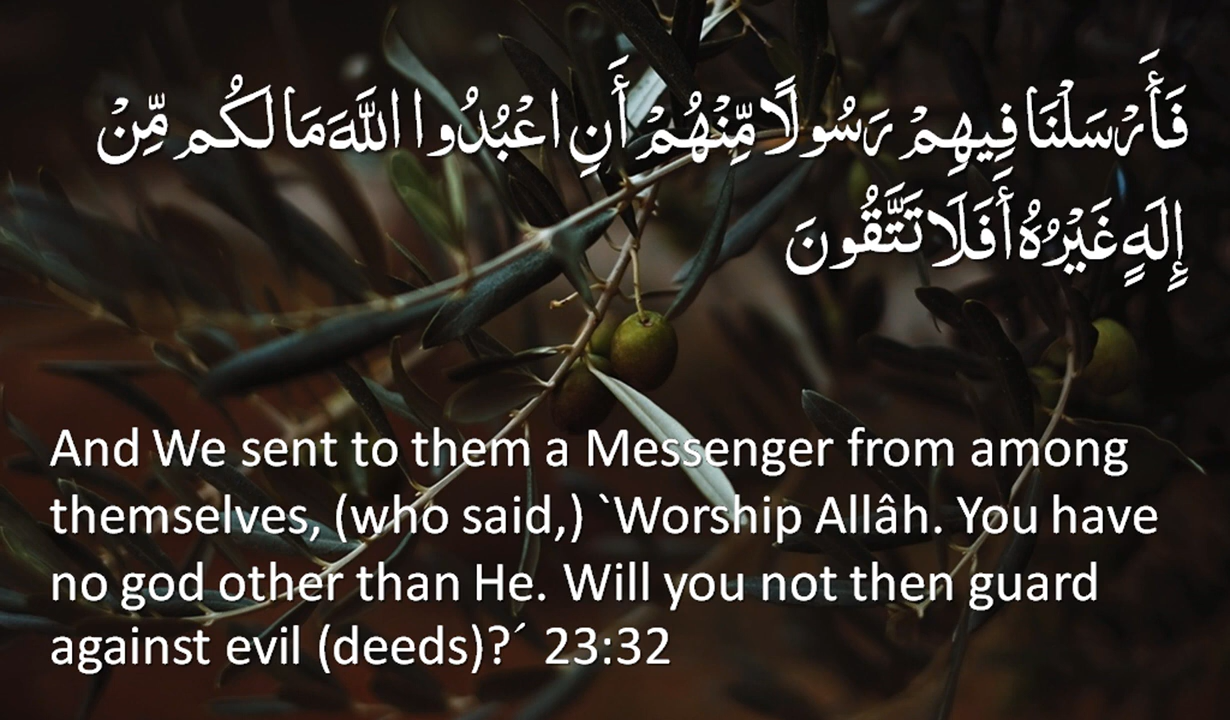 فَأَرْسَلْنَا فِيهِمْ رَسُولًا مِّنْهُمْ أَنِ اعْبُدُوا اللَّهَ مَا لَكُم مِّنْ
إِلَهٍ غَيْرُهُ أَفَلَا تَتَّقُونَ
And We sent to them a Messenger from among
themselves, (who said,) `Worship Allâh. You have
no god other than He. Will you not then guard
against evil (deeds)?´ 23:32